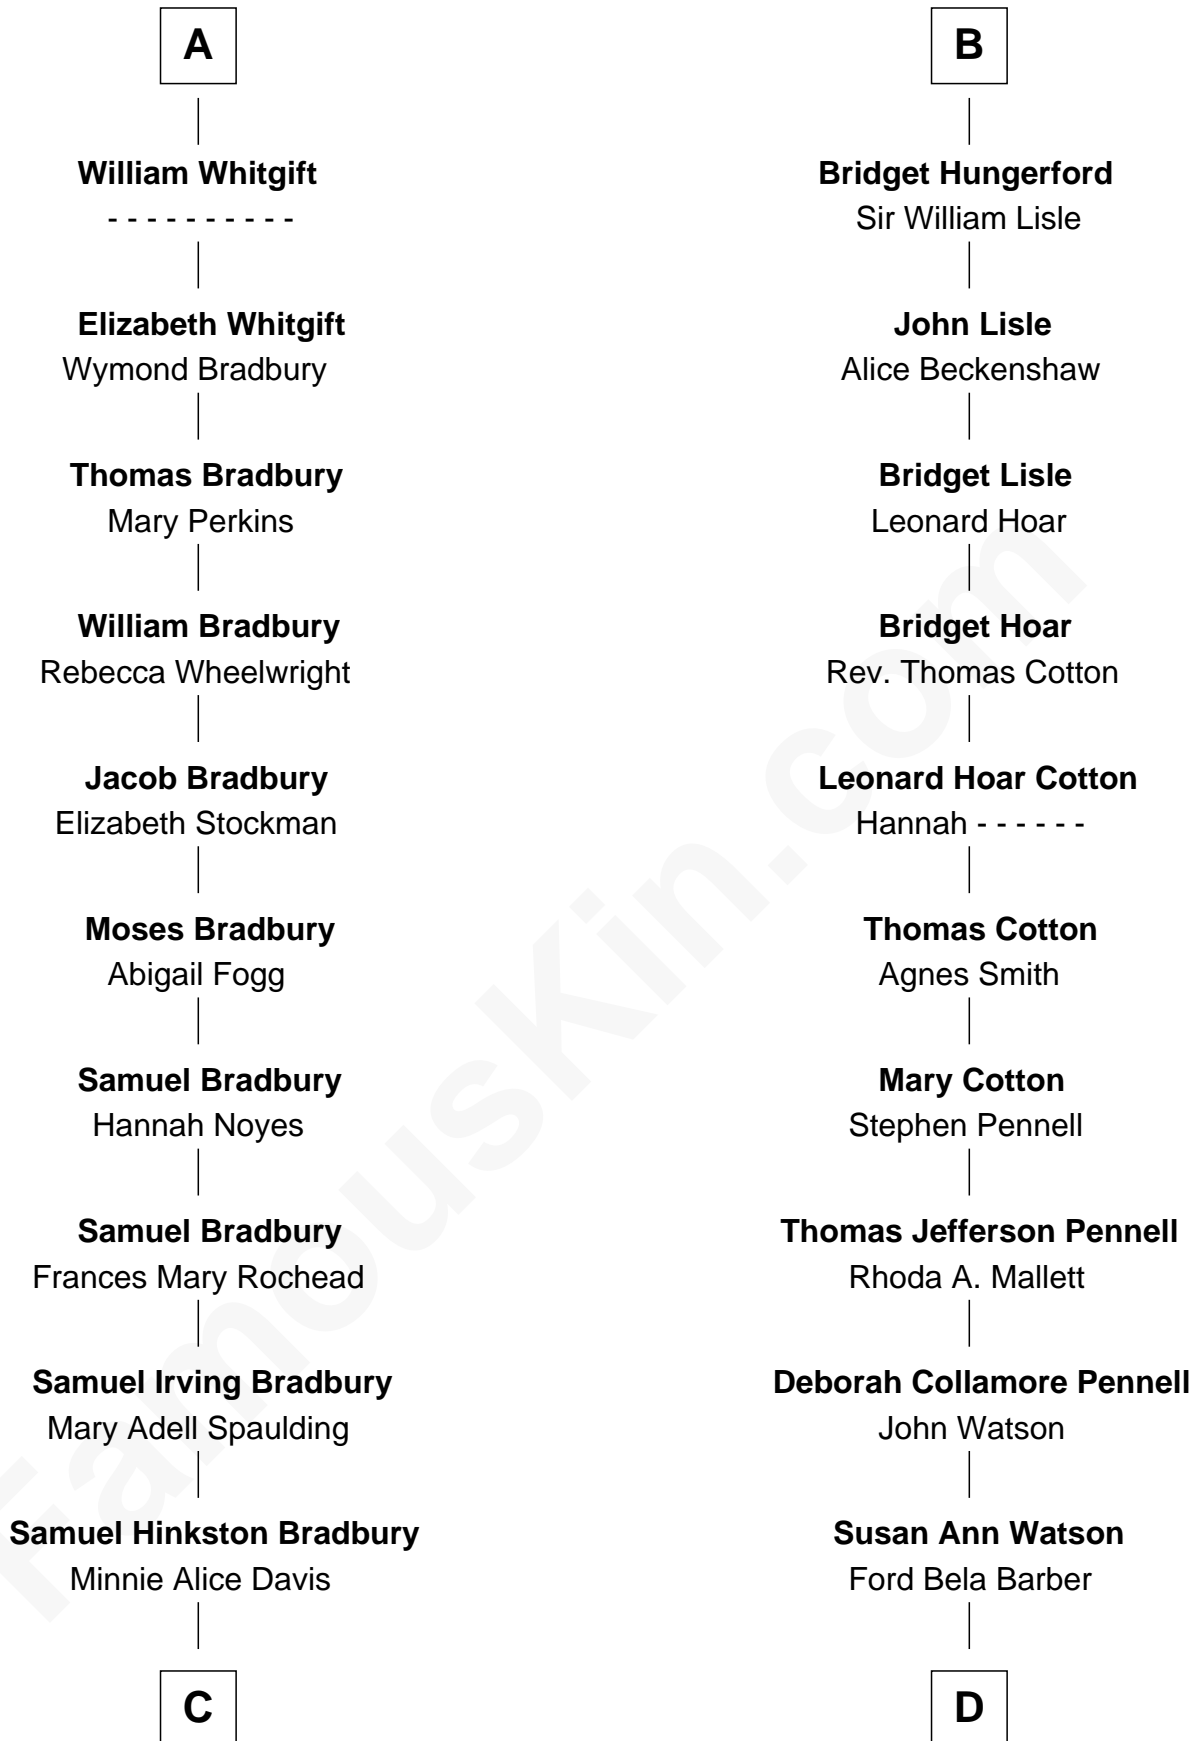 A
William Whitgift
- - - - - - - - - -
Elizabeth Whitgift
Wymond Bradbury
Thomas Bradbury
Mary Perkins
William Bradbury
Rebecca Wheelwright
Jacob Bradbury
Elizabeth Stockman
Moses Bradbury
Abigail Fogg
Samuel Bradbury
Hannah Noyes
Samuel Bradbury
Frances Mary Rochead
Samuel Irving Bradbury
Mary Adell Spaulding
Samuel Hinkston Bradbury
Minnie Alice Davis
C
B
Bridget Hungerford
Sir William Lisle
John Lisle
Alice Beckenshaw
Bridget Lisle
Leonard Hoar
Bridget Hoar
Rev. Thomas Cotton
Leonard Hoar Cotton
Hannah - - - - - -
Thomas Cotton
Agnes Smith
Mary Cotton
Stephen Pennell
Thomas Jefferson Pennell
Rhoda A. Mallett
Deborah Collamore Pennell
John Watson
Susan Ann Watson
Ford Bela Barber
D
FamousKin.com